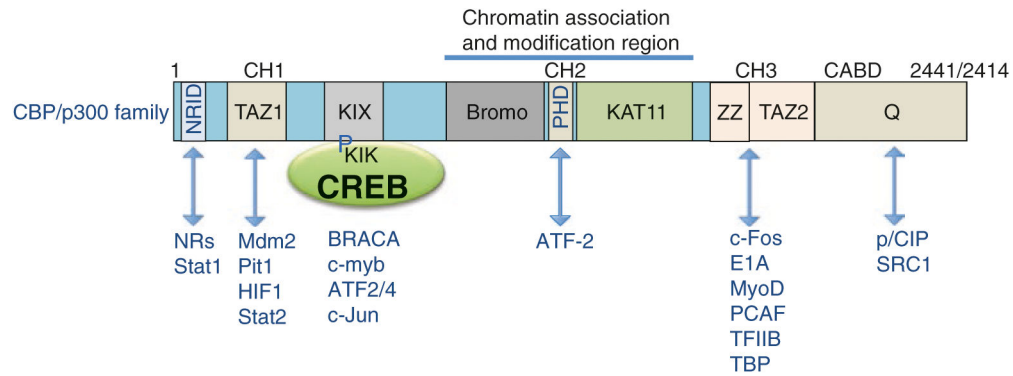 Chromatin association
and modification region
1 CH1 CH2 CH3 CABD 2441/2414
CBP/p300 family NRID TAZ1 KIX Bromo PHD KAT11 ZZ TAZ2 Q
P
KIK
CREB
NRs
Stat1
Mdm2
Pit1
HIF1
Stat2
BRACA
c-myb
ATF2/4
c-Jun
ATF-2
c-Fos
E1A
MyoD
PCAF
TFIIB
TBP
p/CIP
SRC1